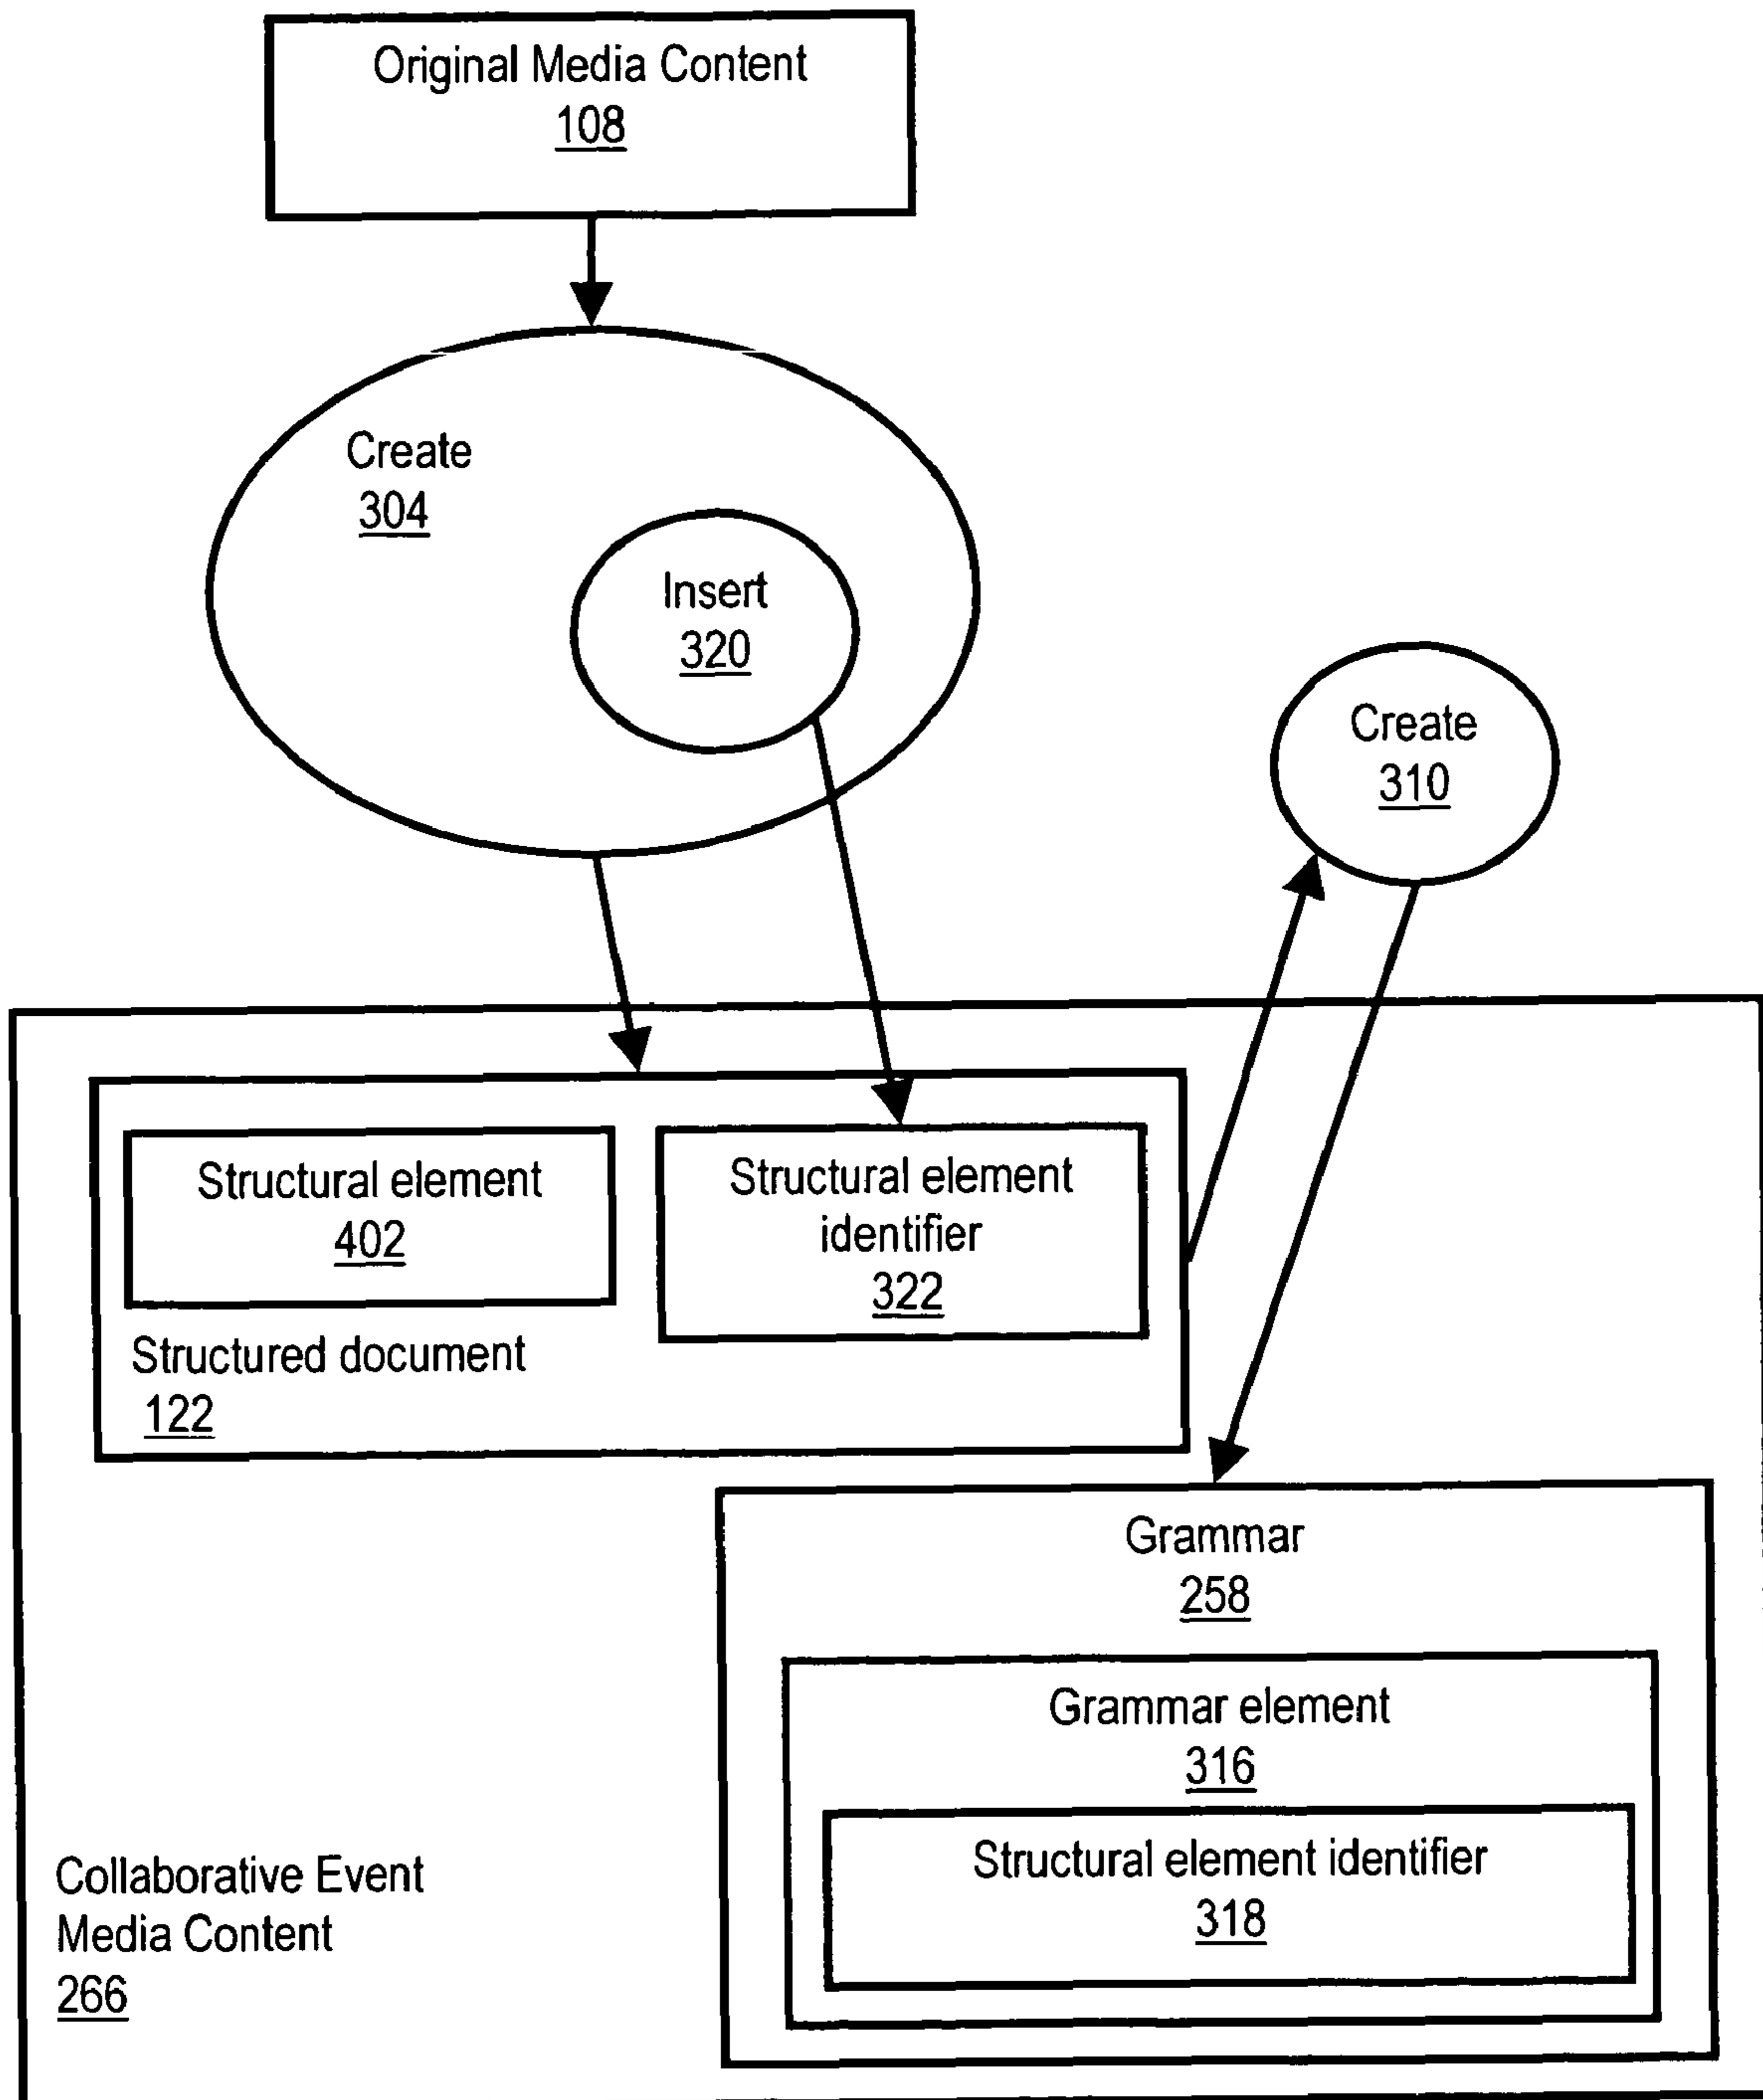 Original Media Content
108
Create
304
Insert
320
Create
310
Structural element
402
Structural element
identifier
322
Structured document
122
Grammar
258
Grammar element
316
Structural element identifier
318
Collaborative Event
Media Content
266